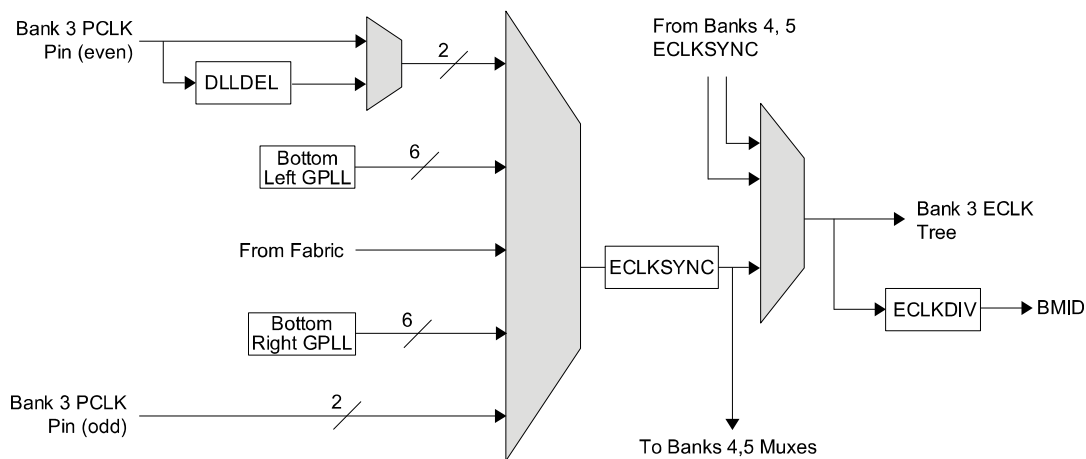 Bank 3 PCLK
Pin (even)
DLLDEL
2
From Banks 4, 5
ECLKSYNC
Bottom
Left GPLL
6
From Fabric
ECLKSYNC
Bank 3 ECLK
Tree
ECLKDIV
BMID
Bottom
Right GPLL
6
Bank 3 PCLK
Pin (odd)
2
To Banks 4,5 Muxes